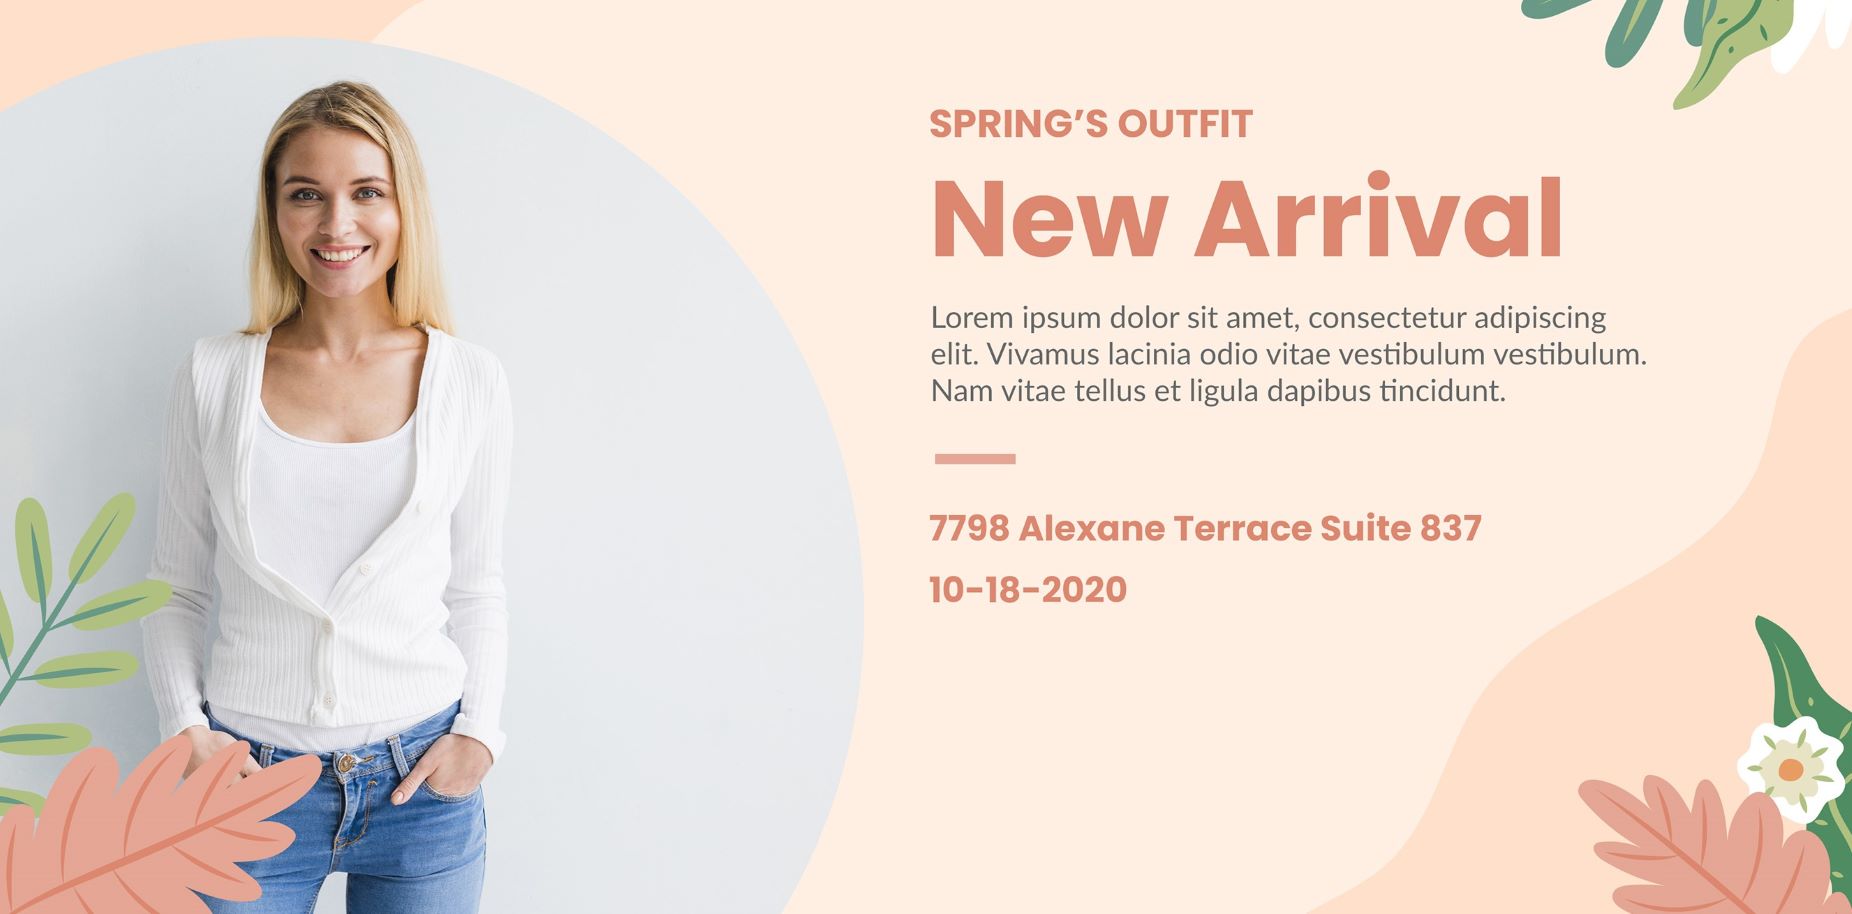 SPRING’S OUTFIT
New Arrival
Lorem ipsum dolor sit amet, consectetur adipiscing
elit. Vivamus lacinia odio vitae vestibulum vestibulum.
Nam vitae tellus et ligula dapibus tincidunt.
7798 Alexane Terrace Suite 837
10-18-2020